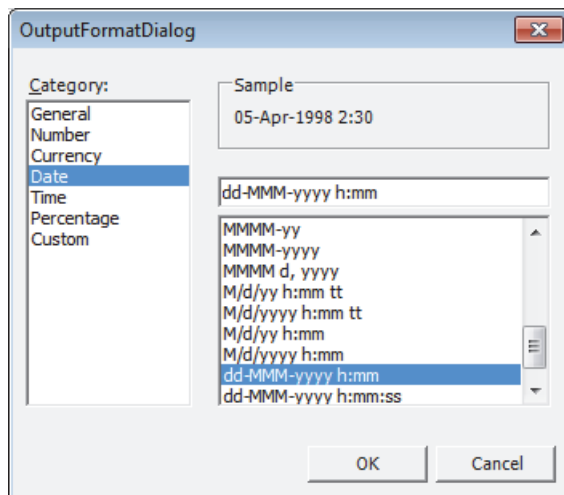 OutputFormatDialog
Category:
General
Number
Currency
Date
Time
Percentage
Custom
Sample
05-Apr-1998 2:30
dd-MMM-yyyy h:mm
MMMM-yy
MMMM-yyyy
MMMM d, yyyy
M/d/yy h:mm tt
M/d/yyyy h:mm tt
M/d/yy h:mm
M/d/yyyy h:mm
dd-MMM-yyyy h:mm
dd-MMM-yyyy h:mm:ss
OK
Cancel